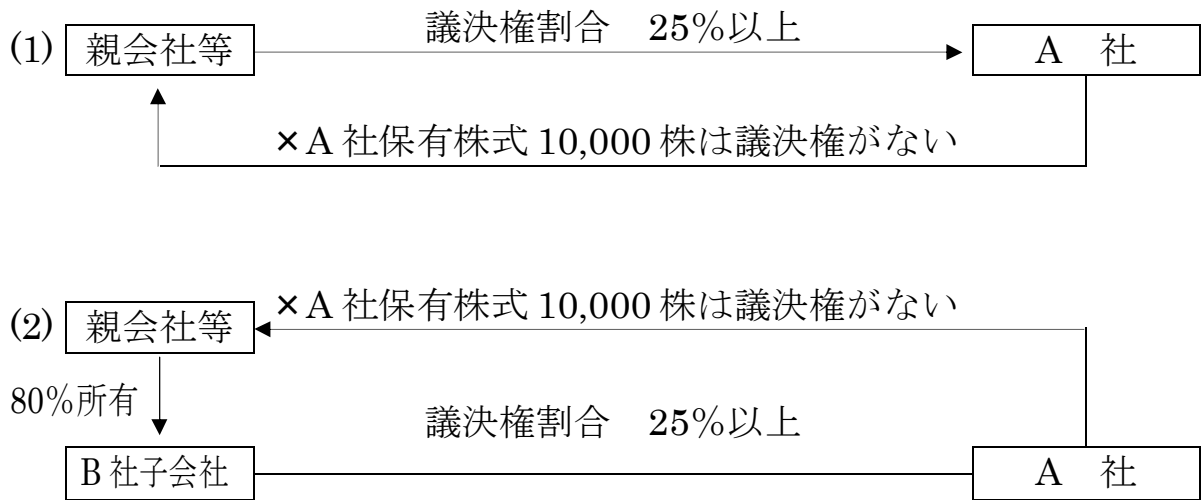 議決権割合 25%以上
(1) 親会社等 A 社
×A 社保有株式 10,000 株は議決権がない
×A 社保有株式 10,000 株は議決権がない
(2) 親会社等
80%所有
議決権割合 25%以上
B 社子会社 A 社